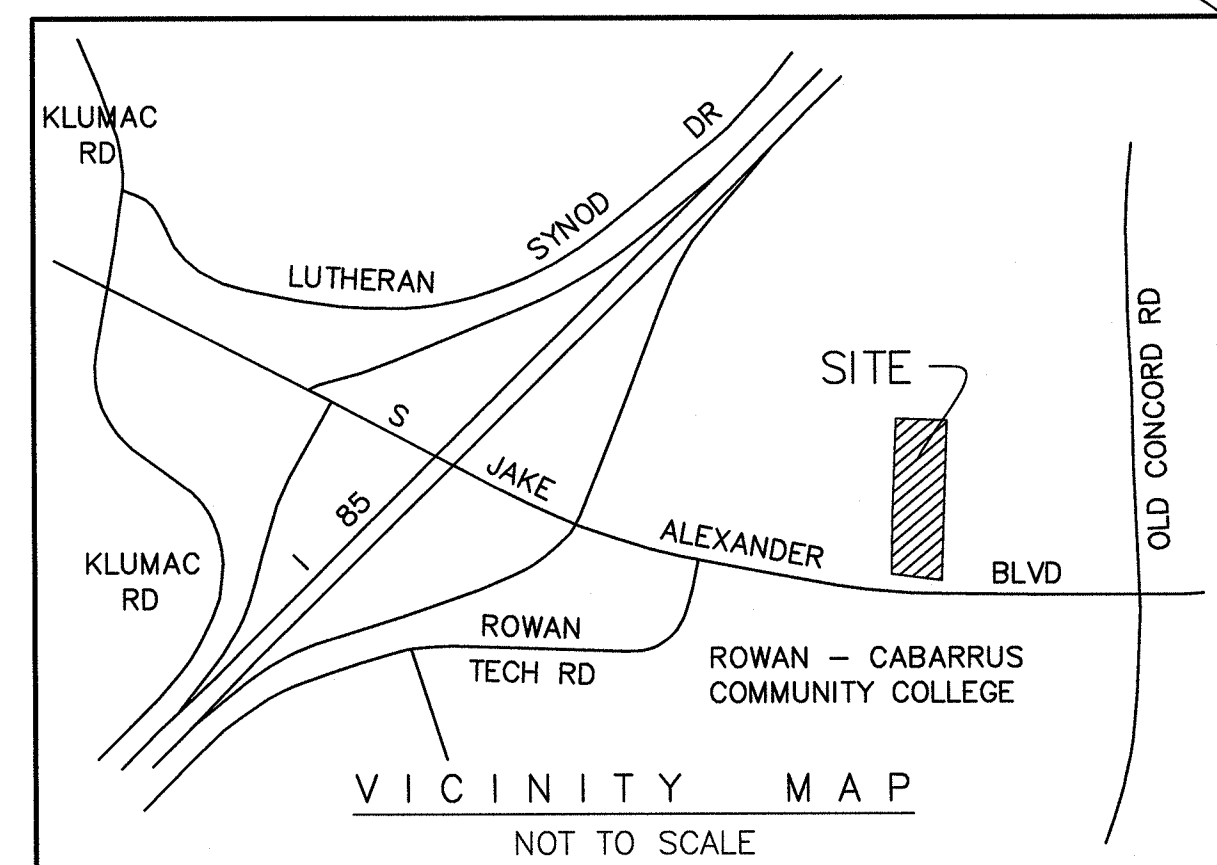 KLUMAC
RD
DR
SYNOD
LUTHERAN
OLD CONCORD RD
SITE
S
JAKE
I 85
ALEXANDER
BLVD
KLUMAC
RD
ROWAN
TECH RD
ROWAN – CABARRUS
COMMUNITY COLLEGE
VICINITY MAP
NOT TO SCALE